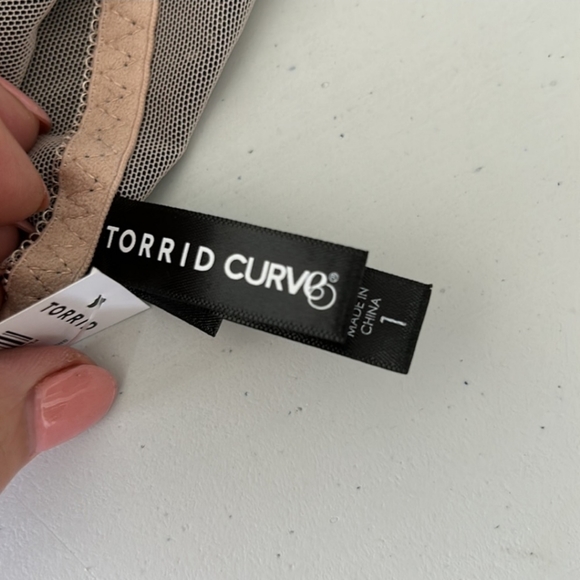 TORRID CURVE®
MADE IN
CHINA
1
TORRID